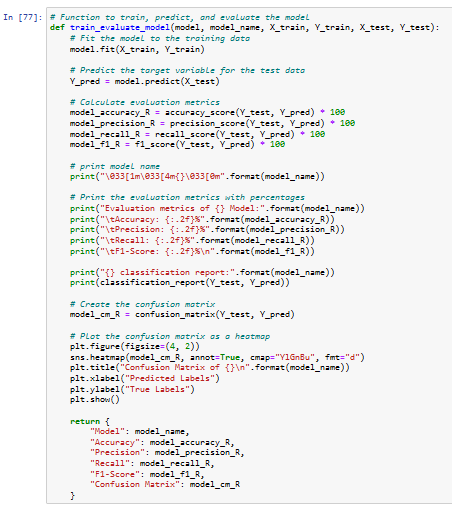 In [77]: # Function to train, predict, and evaluate the model
def train_evaluate_model(model, model_name, X_train, Y_train, X_test, Y_test):
    # Fit the model to the training data
    model.fit(X_train, Y_train)

    # Predict the target variable for the test data
    Y_pred = model.predict(X_test)

    # Calculate evaluation metrics
    model_accuracy_R = accuracy_score(Y_test, Y_pred) * 100
    model_precision_R = precision_score(Y_test, Y_pred) * 100
    model_recall_R = recall_score(Y_test, Y_pred) * 100
    model_f1_R = f1_score(Y_test, Y_pred) * 100

    # print model name
    print("\033[1m\033[4m{}\033[0m".format(model_name))

    # Print the evaluation metrics with percentages
    print("Evaluation metrics of {} Model:".format(model_name))
    print("\tAccuracy: {:.2f}%".format(model_accuracy_R))
    print("\tPrecision: {:.2f}%".format(model_precision_R))
    print("\tRecall: {:.2f}%".format(model_recall_R))
    print("\tF1-Score: {:.2f}%\n".format(model_f1_R))

    print("{} classification report:".format(model_name))
    print(classification_report(Y_test, Y_pred))

    # Create the confusion matrix
    model_cm_R = confusion_matrix(Y_test, Y_pred)

    # Plot the confusion matrix as a heatmap
    plt.figure(figsize=(4, 2))
    sns.heatmap(model_cm_R, annot=True, cmap="YlGnBu", fmt="d")
    plt.title("Confusion Matrix of {}\n".format(model_name))
    plt.xlabel("Predicted Labels")
    plt.ylabel("True Labels")
    plt.show()

    return {
        "Model": model_name,
        "Accuracy": model_accuracy_R,
        "Precision": model_precision_R,
        "Recall": model_recall_R,
        "F1-Score": model_f1_R,
        "Confusion Matrix": model_cm_R
    }